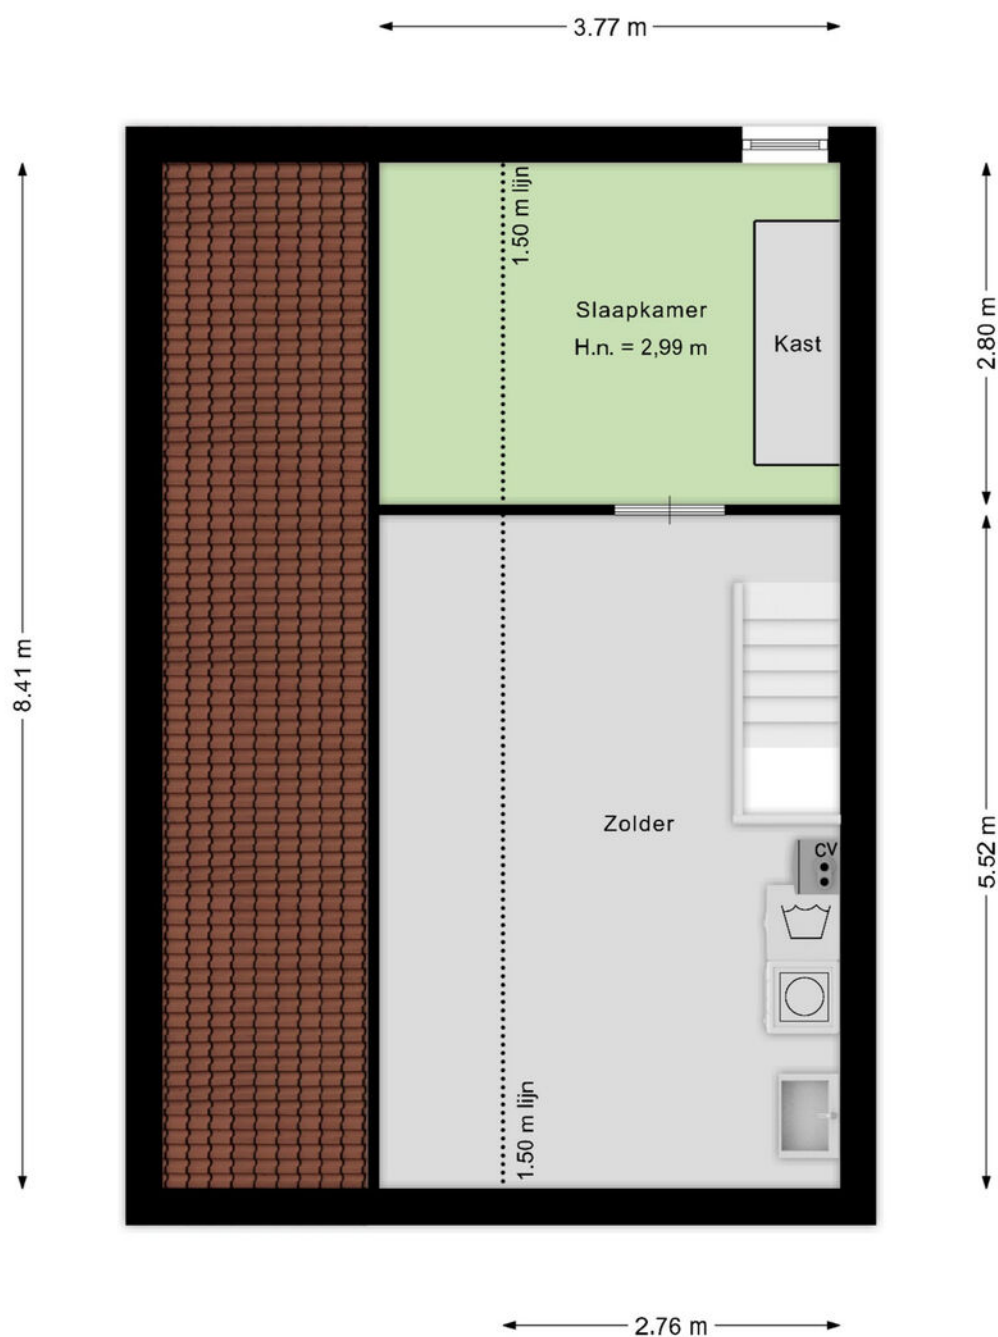 3.77 m
1.50 m lijn
Slaapkamer
H.n. = 2,99 m
Kast
2.80 m
8.41 m
Zolder
CV
5.52 m
1.50 m lijn
2.76 m